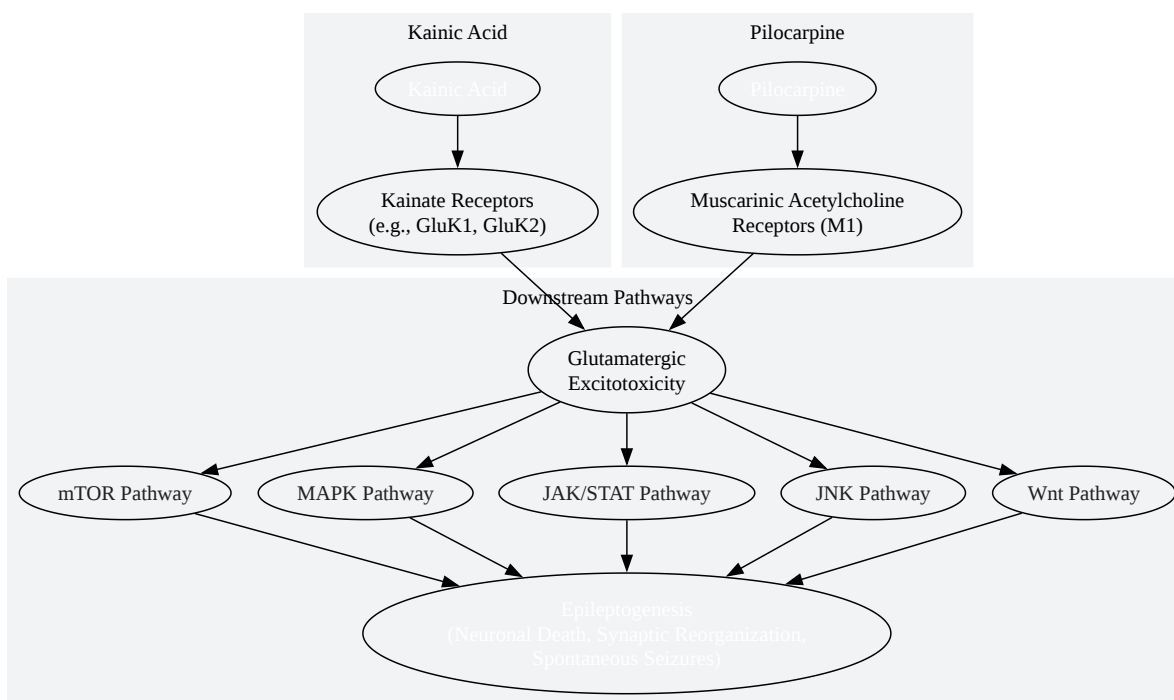 Kainic Acid
Pilocarpine
Kainic Acid
Pilocarpine
Kainate Receptors
(e.g., GluK1, GluK2)
Muscarinic Acetylcholine
Receptors (M1)
Downstream Pathways
Glutamatergic
Excitotoxicity
mTOR Pathway
MAPK Pathway
JAK/STAT Pathway
JNK Pathway
Wnt Pathway
Epileptogenesis
(Neuronal Death, Synaptic Reorganization,
Spontaneous Seizures)